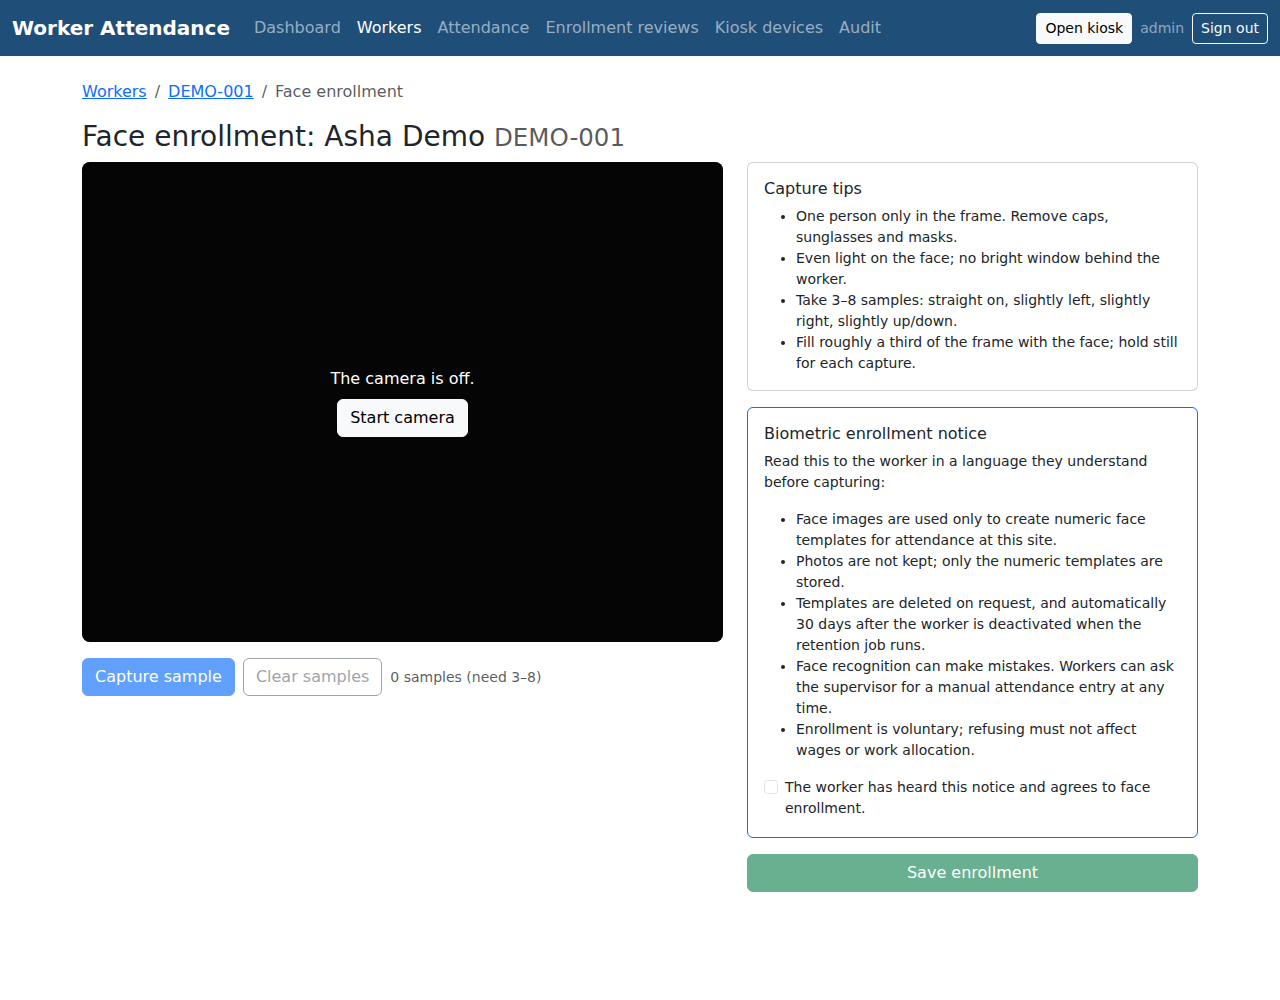 Worker Attendance Dashboard Workers Attendance Enrollment reviews Kiosk devices Audit Open kiosk admin Sign out
Workers / DEMO-001 / Face enrollment
Face enrollment: Asha Demo DEMO-001
The camera is off.
Start camera
Capture sample Clear samples 0 samples (need 3–8)
Capture tips
• One person only in the frame. Remove caps,
sunglasses and masks.
• Even light on the face; no bright window behind the
worker.
• Take 3–8 samples: straight on, slightly left, slightly
right, slightly up/down.
• Fill roughly a third of the frame with the face; hold still
for each capture.
Biometric enrollment notice
Read this to the worker in a language they understand
before capturing:
• Face images are used only to create numeric face
templates for attendance at this site.
• Photos are not kept; only the numeric templates are
stored.
• Templates are deleted on request, and automatically
30 days after the worker is deactivated when the
retention job runs.
• Face recognition can make mistakes. Workers can ask
the supervisor for a manual attendance entry at any
time.
• Enrollment is voluntary; refusing must not affect
wages or work allocation.
The worker has heard this notice and agrees to face
enrollment.
Save enrollment